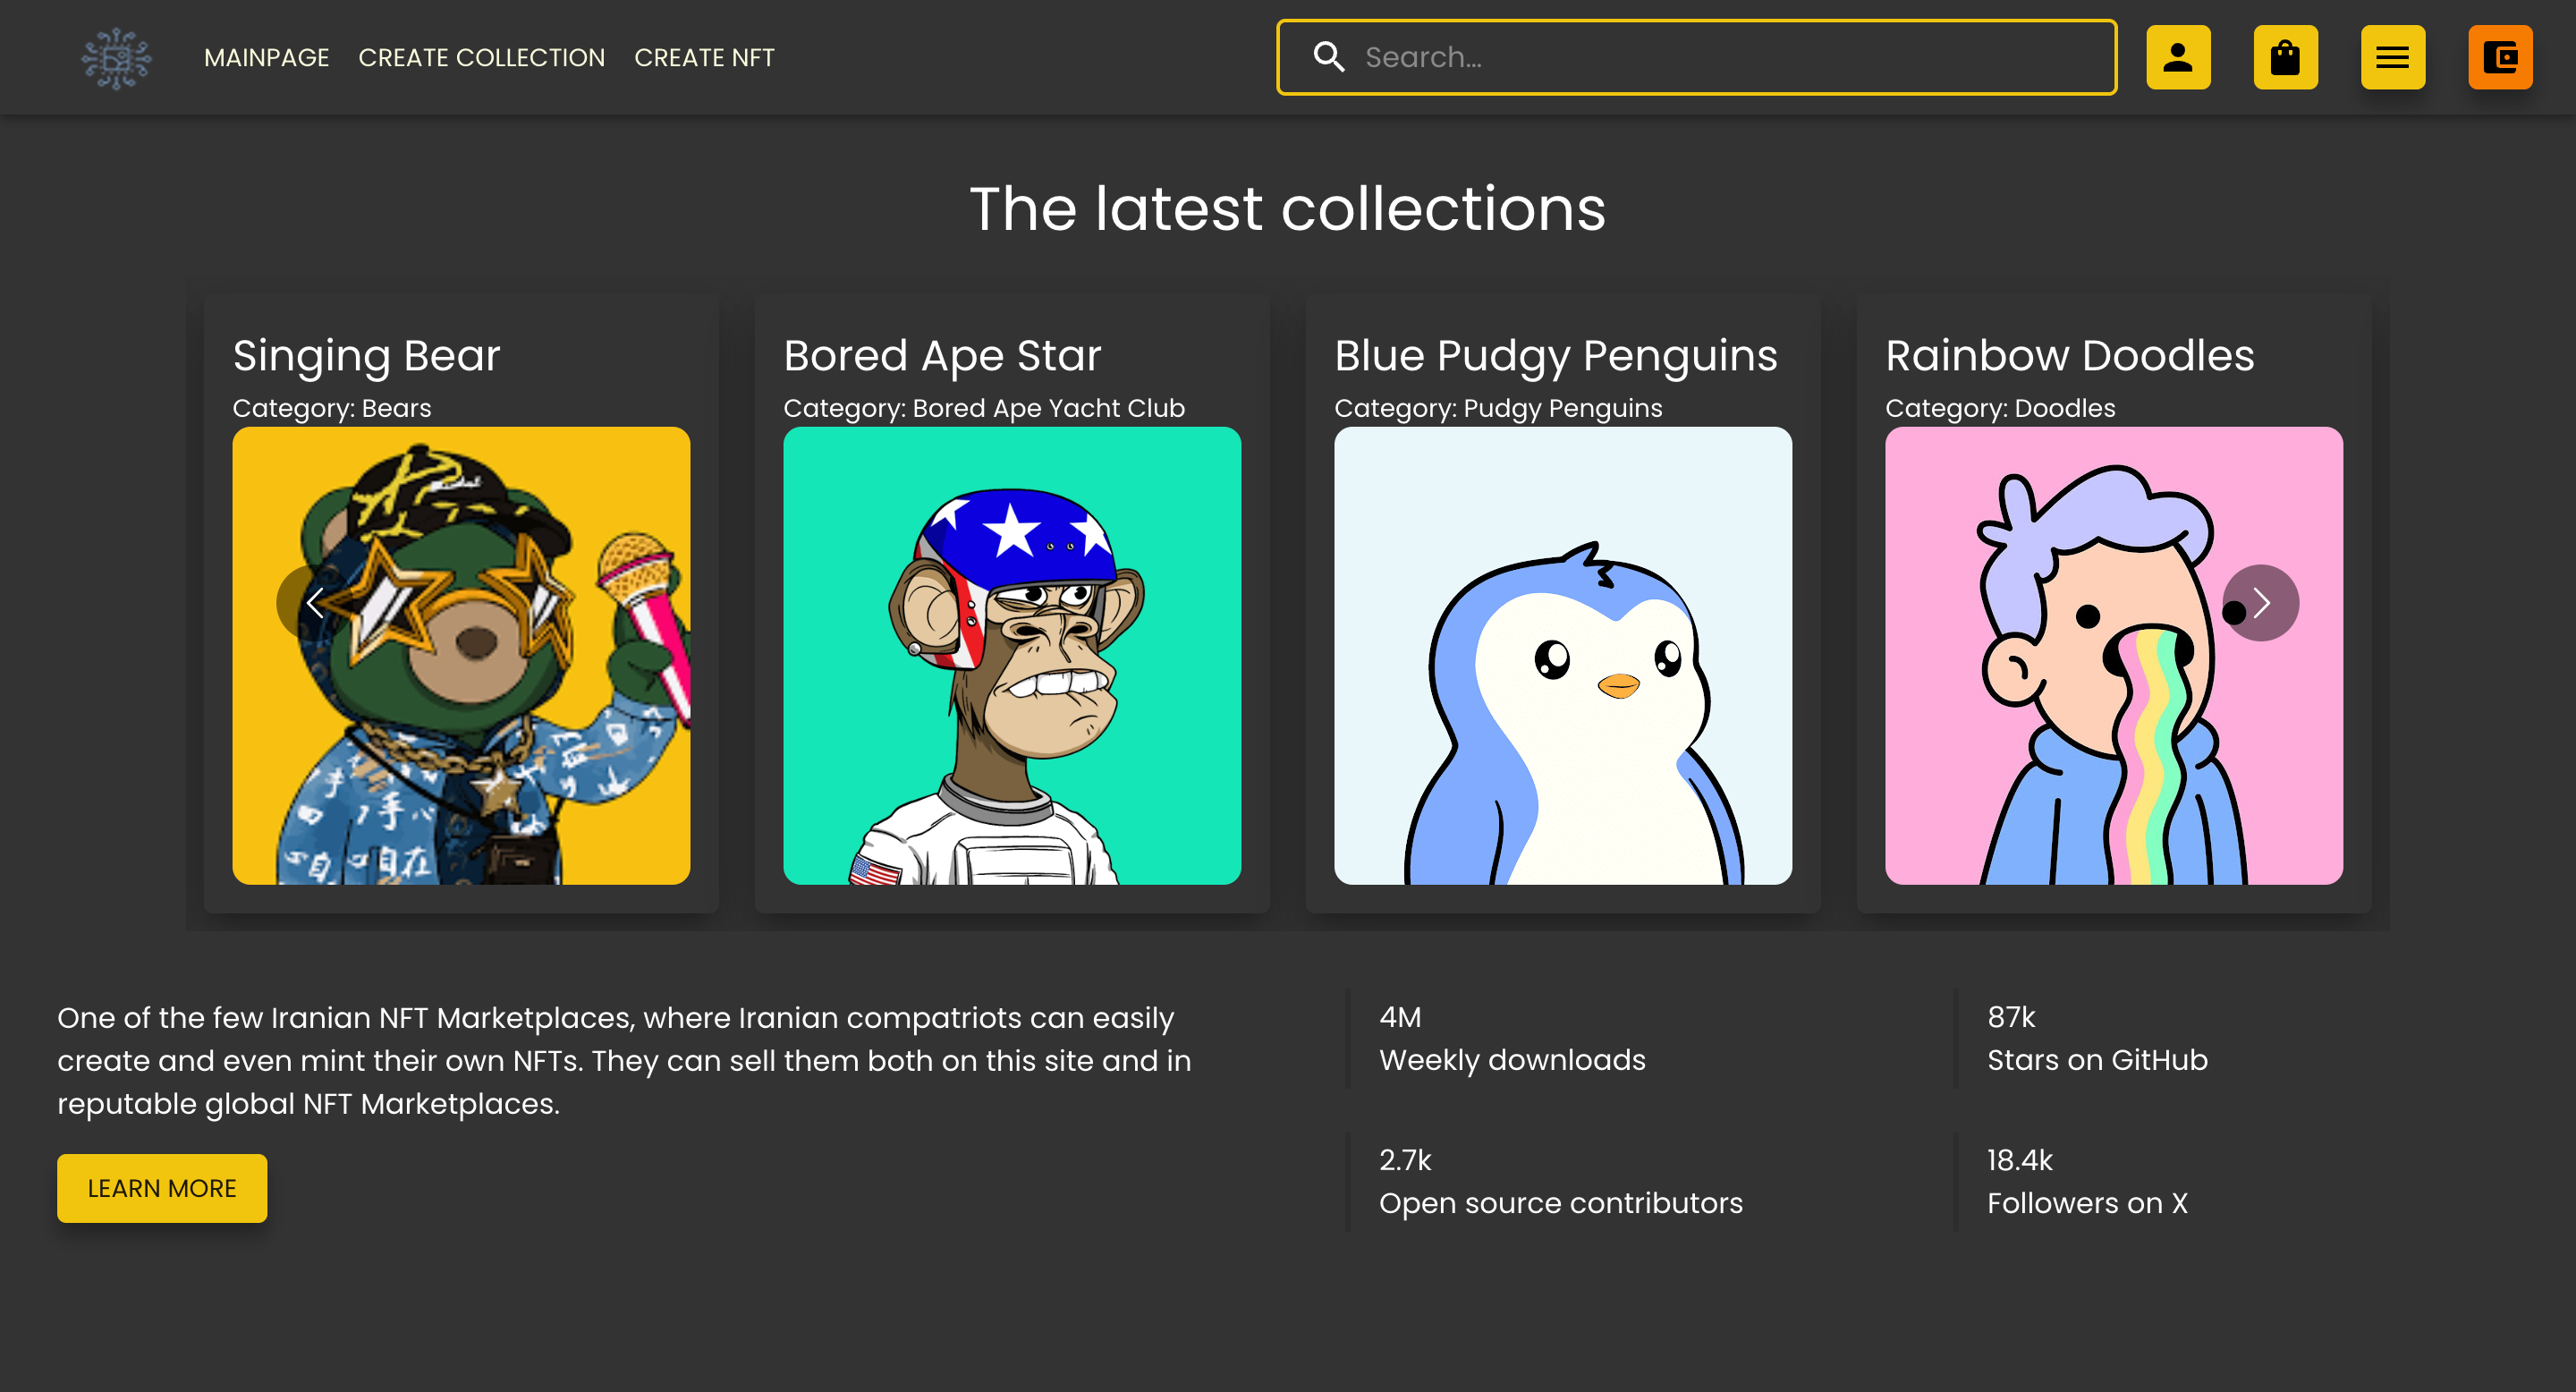 MAINPAGE CREATE COLLECTION CREATE NFT Search...
The latest collections
Singing Bear
Category: Bears
Bored Ape Star
Category: Bored Ape Yacht Club
Blue Pudgy Penguins
Category: Pudgy Penguins
Rainbow Doodles
Category: Doodles
自在
One of the few Iranian NFT Marketplaces, where Iranian compatriots can easily
create and even mint their own NFTs. They can sell them both on this site and in
reputable global NFT Marketplaces.
LEARN MORE
4M
Weekly downloads
87k
Stars on GitHub
2.7k
Open source contributors
18.4k
Followers on X